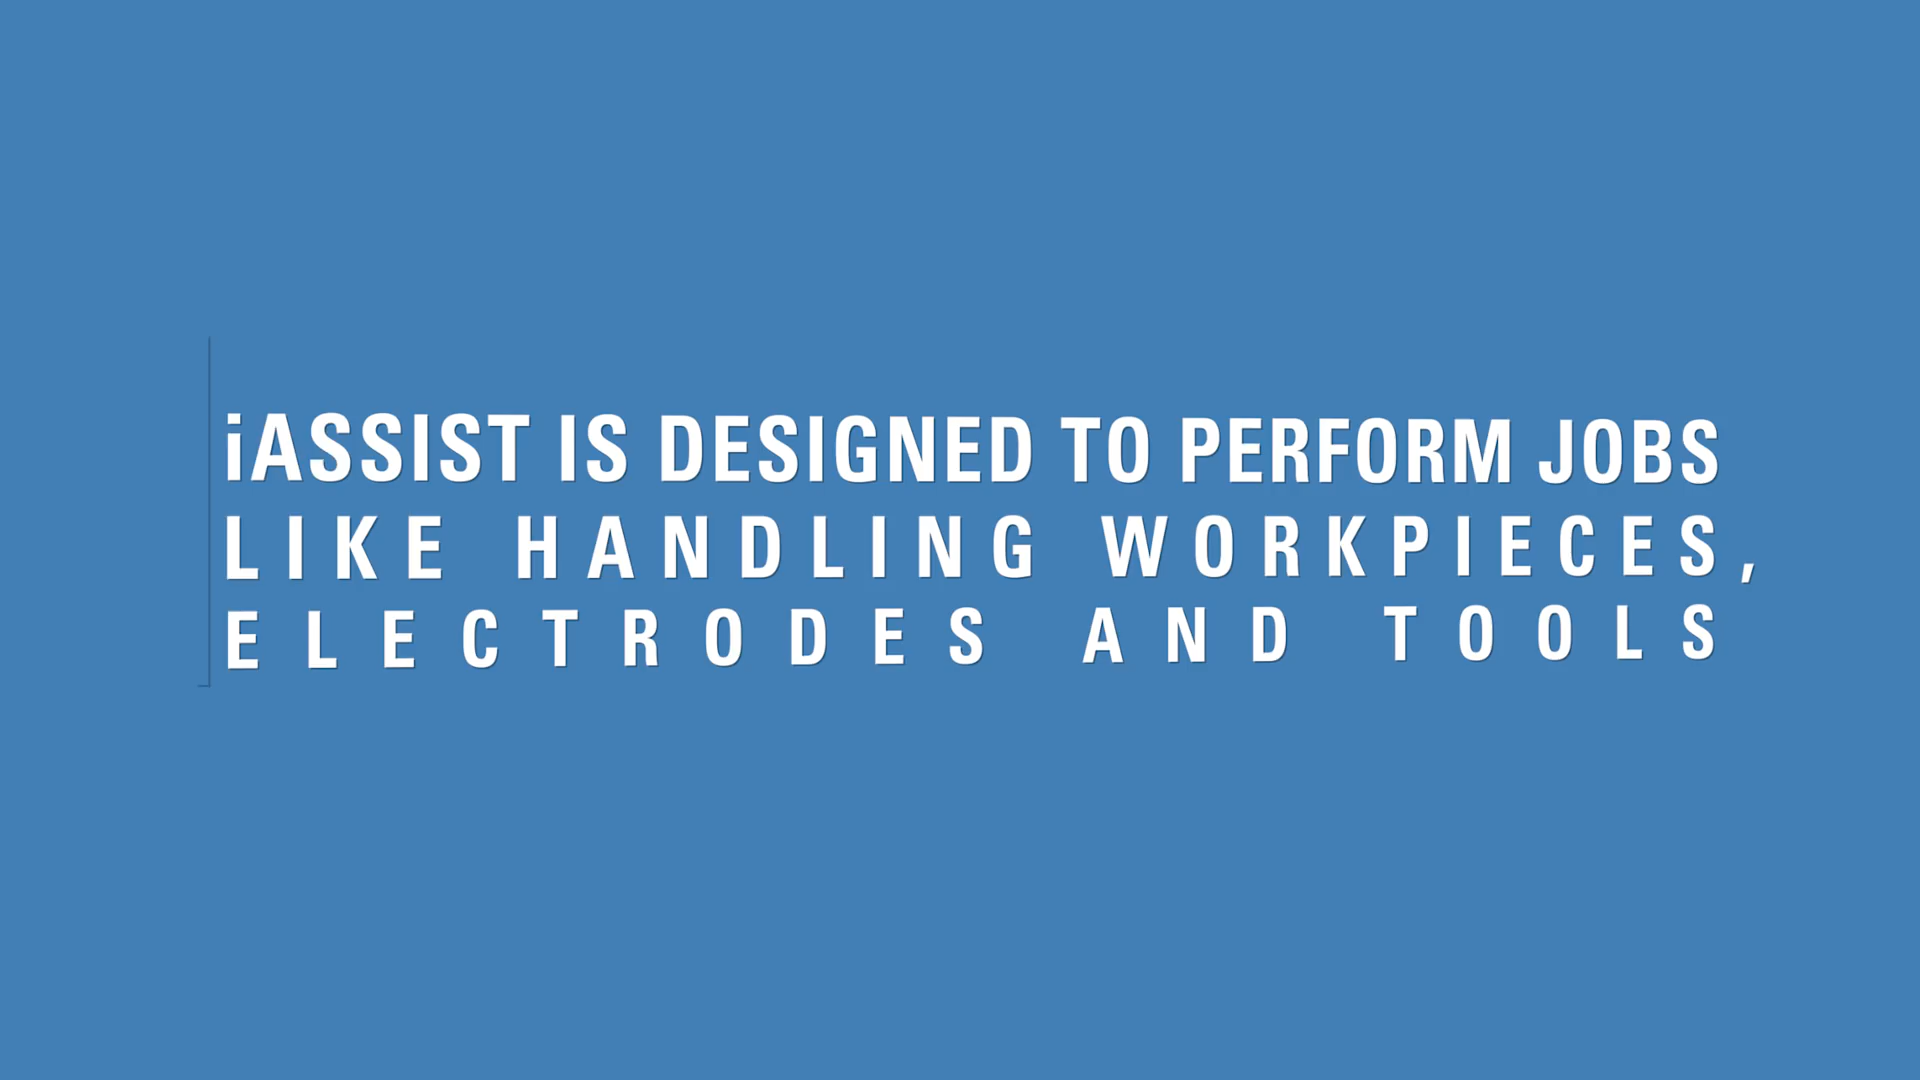 iASSIST IS DESIGNED TO PERFORM JOBS
LIKE HANDLING WORKPIECES,
ELECTRODES AND TOOLS